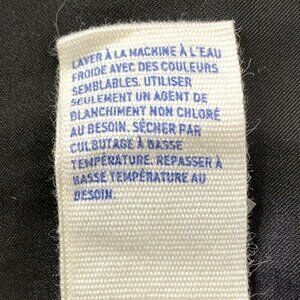 LAVER À LA MACHINE À L'EAU
FROIDE AVEC DES COULEURS
SEMBLABLES. UTILISER
SEULEMENT UN AGENT DE
BLANCHIMENT NON CHLORÉ
AU BESOIN. SÉCHER PAR
CULBUTAGE À BASSE
TEMPÉRATURE. REPASSER À
BASSE TEMPÉRATURE AU
BESOIN.